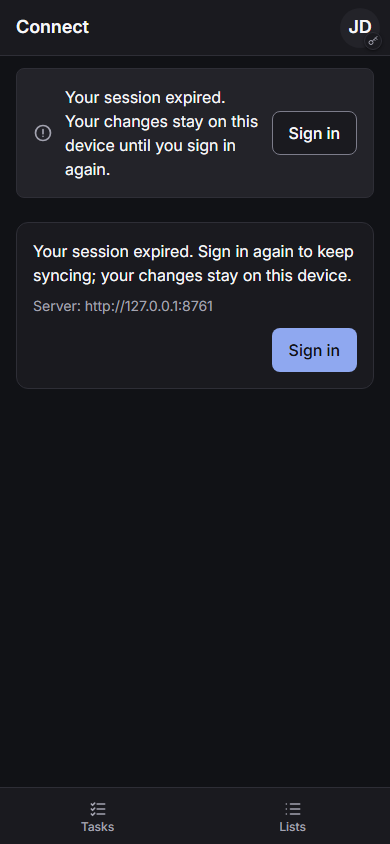 Connect
JD
Your session expired.
Your changes stay on this
device until you sign in
again.
Sign in
Your session expired. Sign in again to keep
syncing; your changes stay on this device.
Server: http://127.0.0.1:8761
Sign in
Tasks
Lists